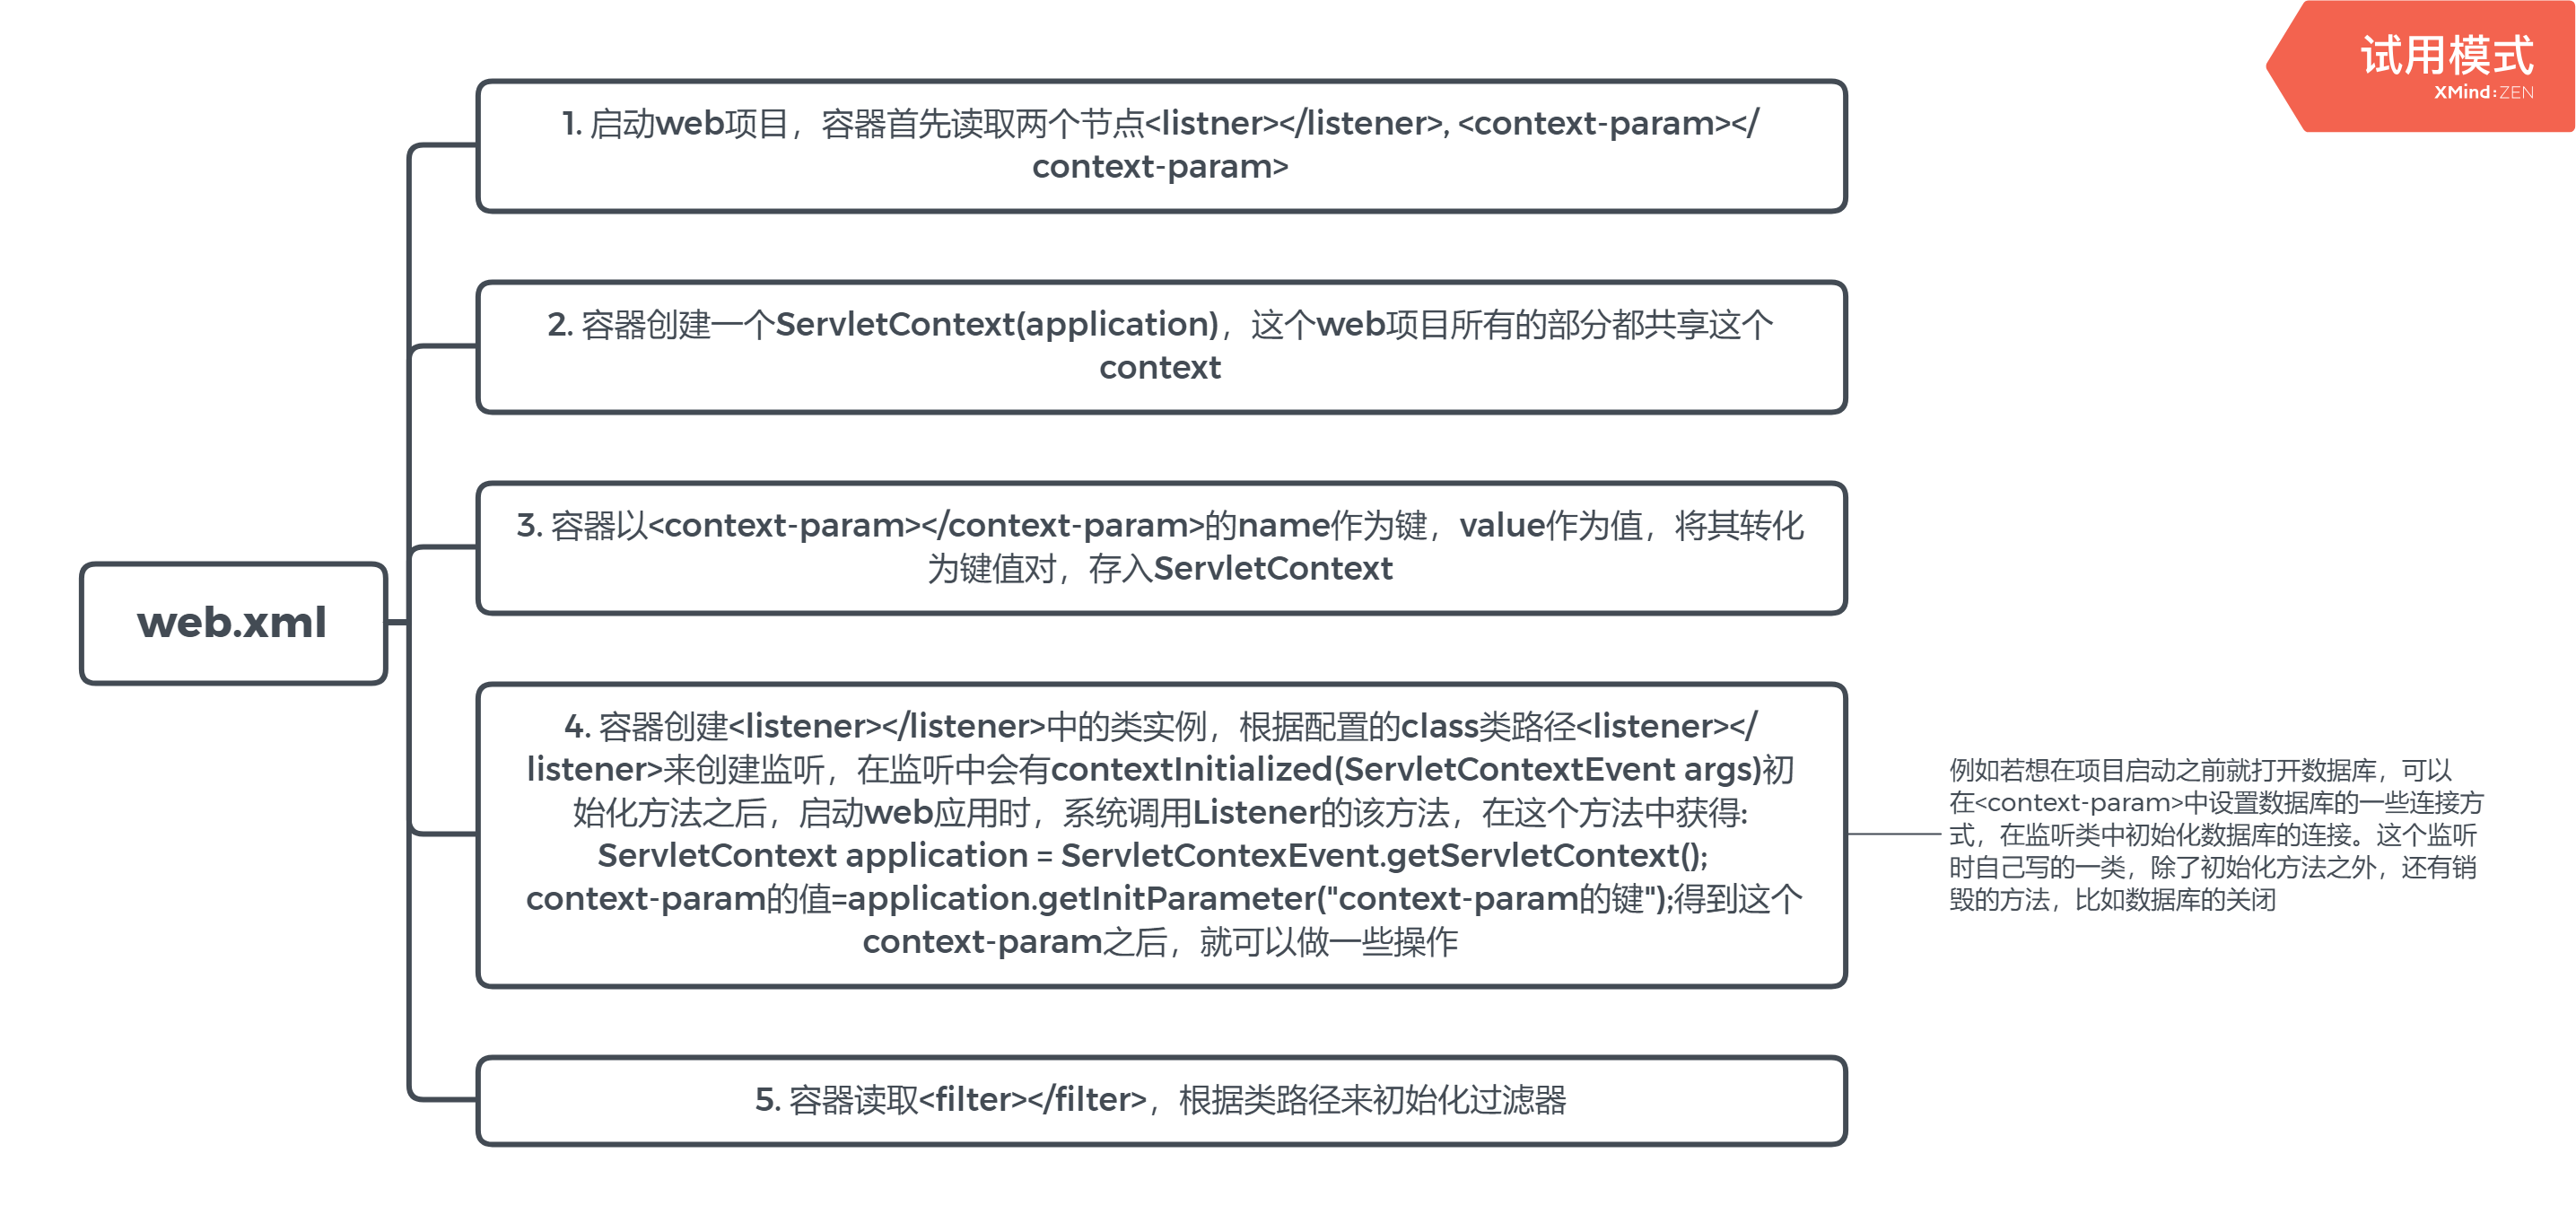 试用模式
XMind:ZEN
1. 启动web项目，容器首先读取两个节点<listner></listener>, <context-param></
context-param>
2. 容器创建一个ServletContext(application)，这个web项目所有的部分都共享这个
context
3. 容器以<context-param></context-param>的name作为键，value作为值，将其转化
为键值对，存入ServletContext
web.xml
4. 容器创建<listener></listener>中的类实例，根据配置的class类路径<listener></
listener>来创建监听，在监听中会有contextInitialized(ServletContextEvent args)初
始化方法之后，启动web应用时，系统调用Listener的该方法，在这个方法中获得:
ServletContext application = ServletContexEvent.getServletContext();
context-param的值=application.getInitParameter("context-param的键");得到这个
context-param之后，就可以做一些操作
例如若想在项目启动之前就打开数据库，可以
在<context-param>中设置数据库的一些连接方
式，在监听类中初始化数据库的连接。这个监听
时自己写的一类，除了初始化方法之外，还有销
毁的方法，比如数据库的关闭
5. 容器读取<filter></filter>，根据类路径来初始化过滤器